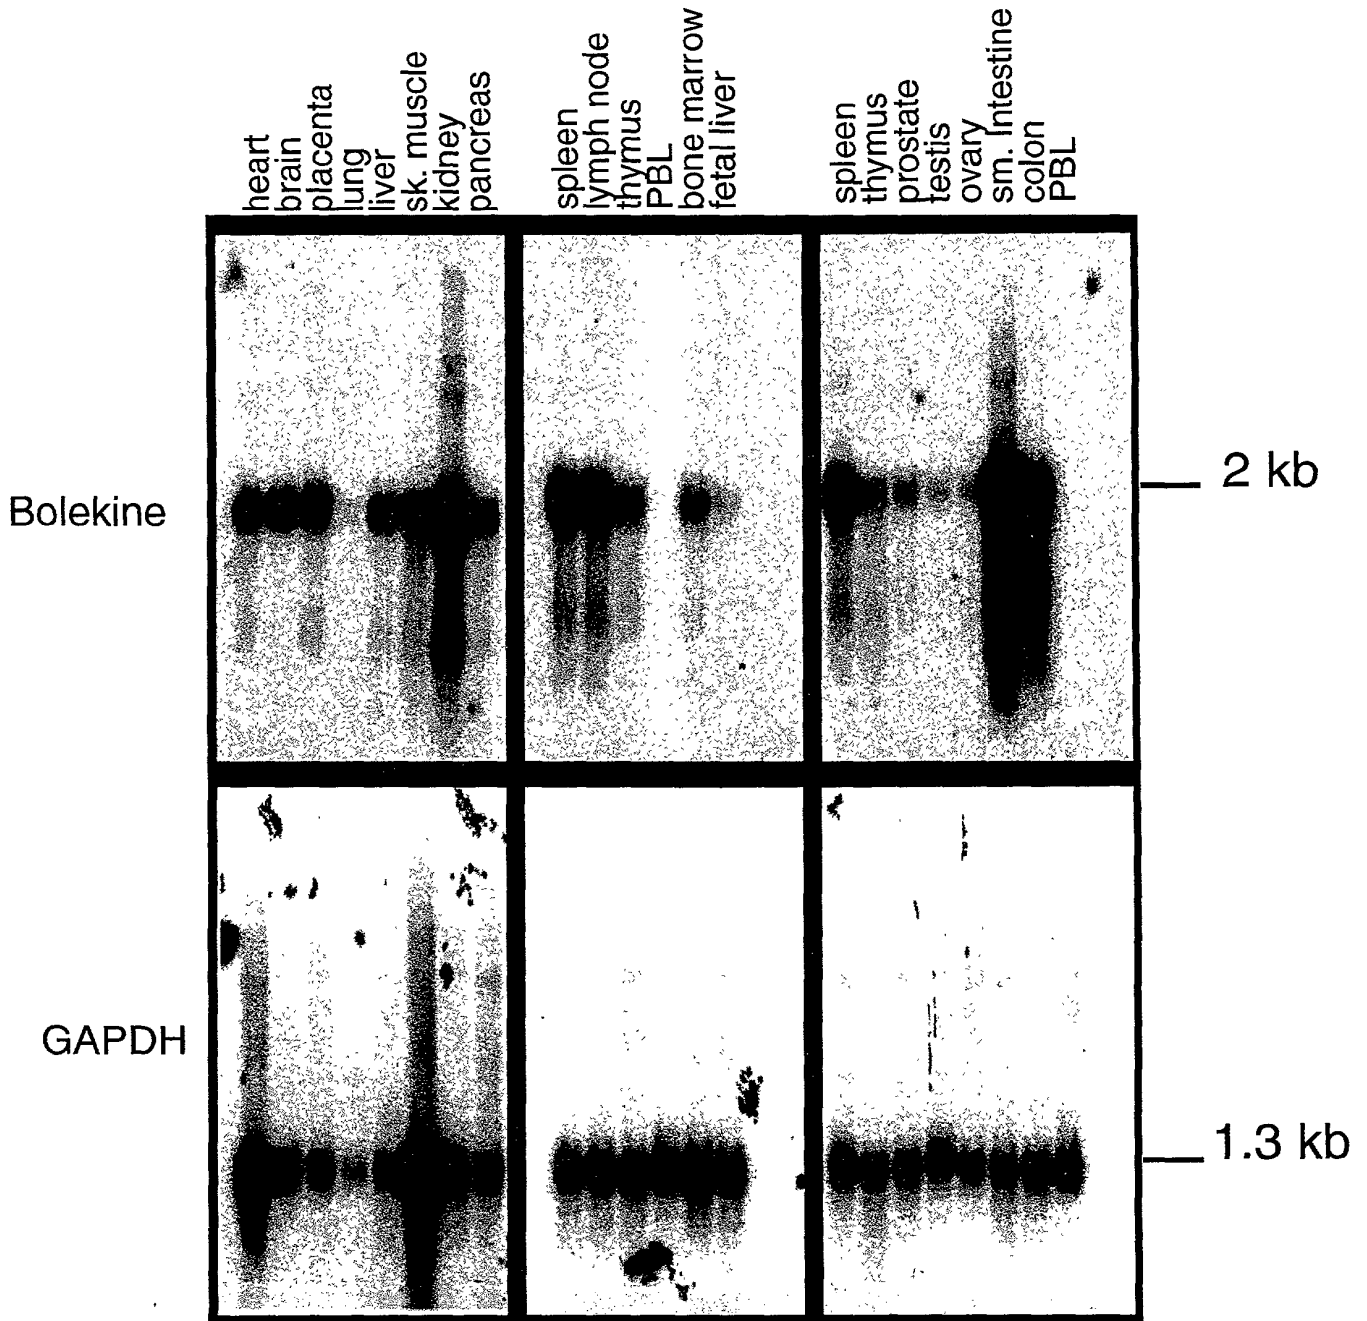 heart
brain
placenta
lung
liver
sk. muscle
kidney
pancreas
spleen
lymph node
thymus
PBL
bone marrow
fetal liver
spleen
thymus
prostate
testis
ovary
sm. Intestine
colon
PBL
2 kb
Bolekine
GAPDH
1.3 kb